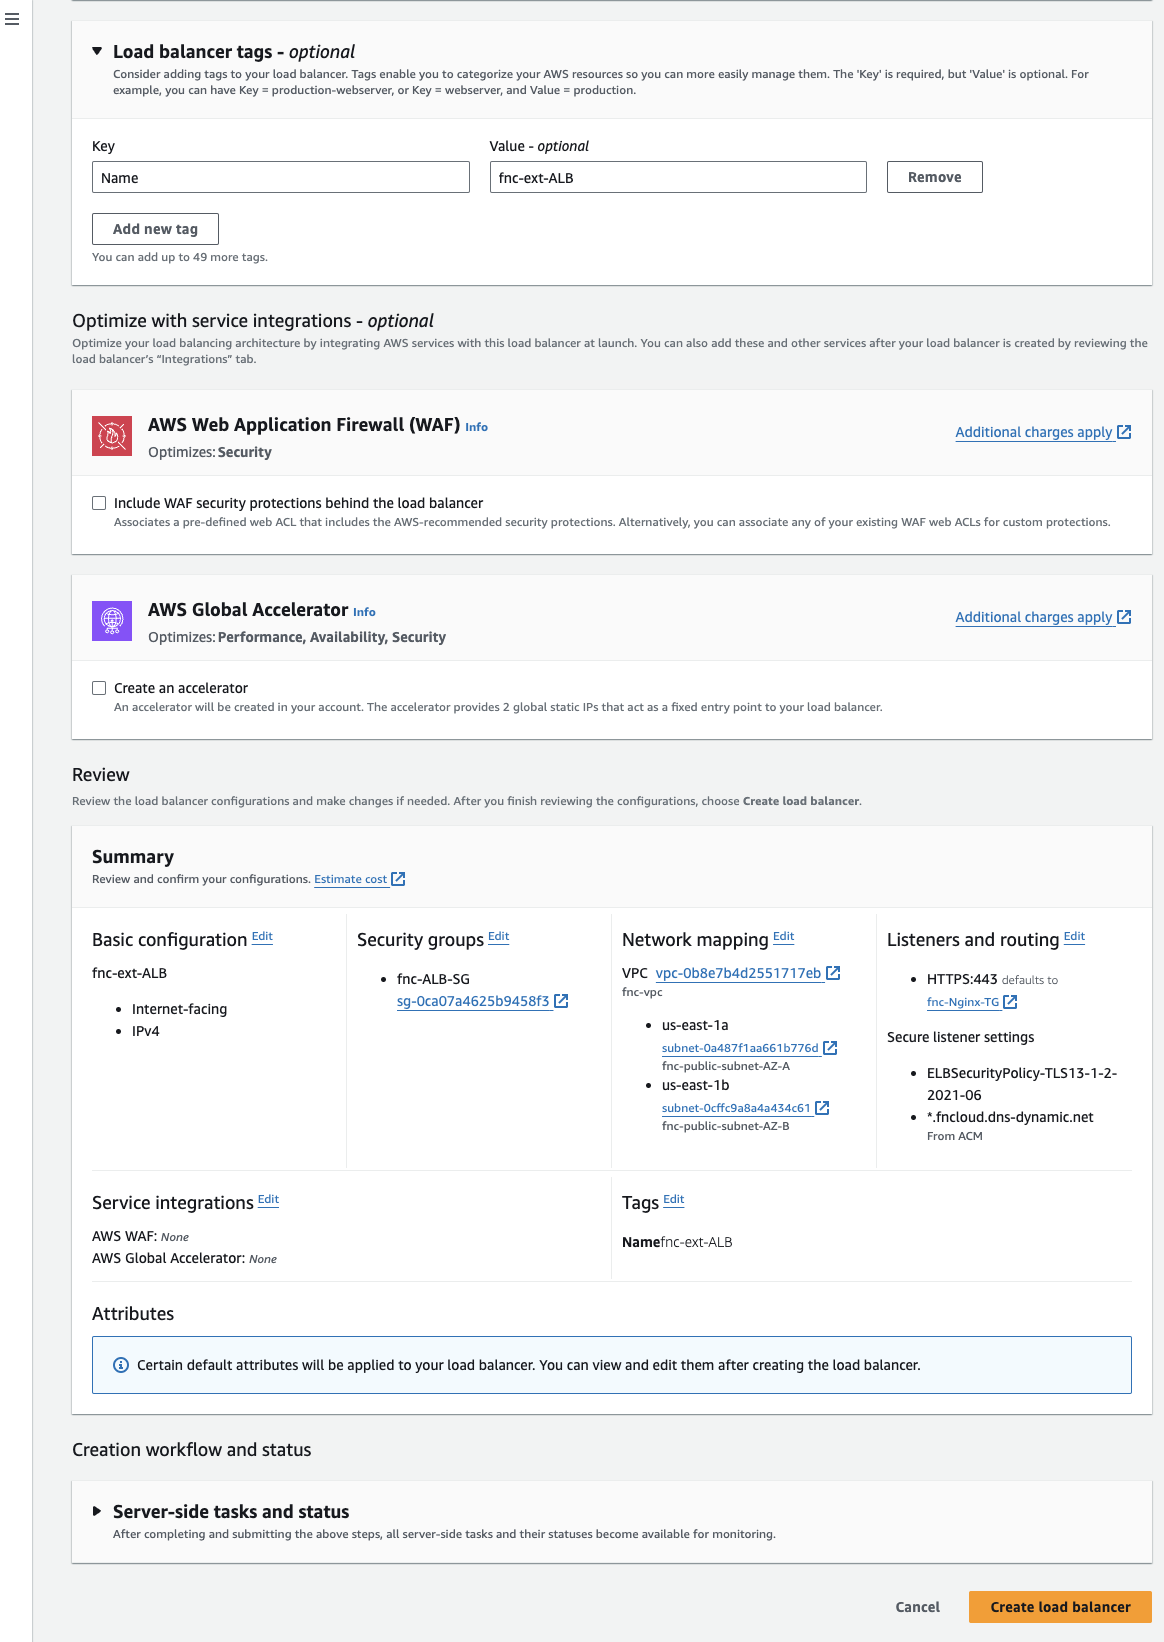 Load balancer tags - optional
Consider adding tags to your load balancer. Tags enable you to categorize your AWS resources so you can more easily manage them. The 'Key' is required, but 'Value' is optional. For
example, you can have Key = production-webserver, or Key = webserver, and Value = production.
Key
Value - optional
Name
fnc-ext-ALB
Remove
Add new tag
You can add up to 49 more tags.
Optimize with service integrations - optional
Optimize your load balancing architecture by integrating AWS services with this load balancer at launch. You can also add these and other services after your load balancer is created by reviewing the
load balancer's “Integrations” tab.
AWS Web Application Firewall (WAF) Info
Optimizes: Security
Additional charges apply
Include WAF security protections behind the load balancer
Associates a pre-defined web ACL that includes the AWS-recommended security protections. Alternatively, you can associate any of your existing WAF web ACLs for custom protections.
AWS Global Accelerator Info
Optimizes: Performance, Availability, Security
Additional charges apply
Create an accelerator
An accelerator will be created in your account. The accelerator provides 2 global static IPs that act as a fixed entry point to your load balancer.
Review
Review the load balancer configurations and make changes if needed. After you finish reviewing the configurations, choose Create load balancer.
Summary
Review and confirm your configurations. Estimate cost
Basic configuration Edit
fnc-ext-ALB
Internet-facing
IPv4
Security groups Edit
fnc-ALB-SG
sg-0ca07a4625b9458f3
Network mapping Edit
VPC vpc-0b8e7b4d2551717eb
fnc-vpc
us-east-1a
subnet-0a487f1aa661b776d
fnc-public-subnet-AZ-A
us-east-1b
subnet-0cffc9a8a4a434c61
fnc-public-subnet-AZ-B
Listeners and routing Edit
HTTPS:443 defaults to
fnc-Nginx-TG
Secure listener settings
ELBSecurityPolicy-TLS13-1-2-
2021-06
*.fncloud.dns-dynamic.net
From ACM
Service integrations Edit
AWS WAF: None
AWS Global Accelerator: None
Tags Edit
Namefnc-ext-ALB
Attributes
Certain default attributes will be applied to your load balancer. You can view and edit them after creating the load balancer.
Creation workflow and status
Server-side tasks and status
After completing and submitting the above steps, all server-side tasks and their statuses become available for monitoring.
Cancel
Create load balancer